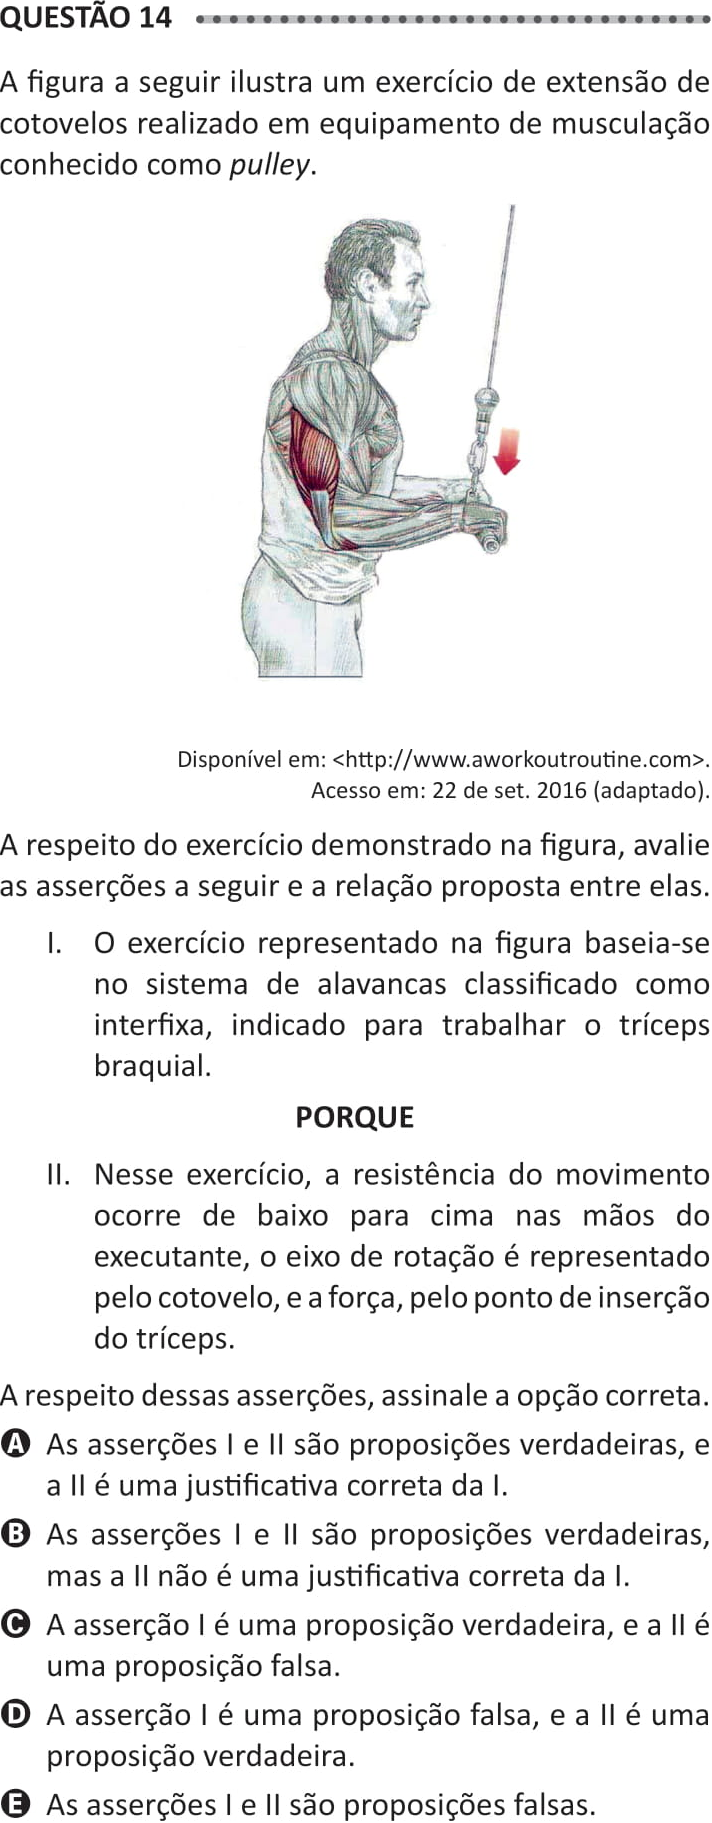 QUESTÃO 14
A figura a seguir ilustra um exercício de extensão de
cotovelos realizado em equipamento de musculação
conhecido como pulley.
Disponível em: <http://www.aworkoutroutine.com>.
Acesso em: 22 de set. 2016 (adaptado).
A respeito do exercício demonstrado na figura, avalie
as asserções a seguir e a relação proposta entre elas.
I. O exercício representado na figura baseia-se
no sistema de alavancas classificado como
interfixa, indicado para trabalhar o tríceps
braquial.
PORQUE
II. Nesse exercício, a resistência do movimento
ocorre de baixo para cima nas mãos do
executante, o eixo de rotação é representado
pelo cotovelo, e a força, pelo ponto de inserção
do tríceps.
A respeito dessas asserções, assinale a opção correta.
A As asserções I e II são proposições verdadeiras, e
a II é uma justificativa correta da I.
B As asserções I e II são proposições verdadeiras,
mas a II não é uma justificativa correta da I.
C A asserção I é uma proposição verdadeira, e a II é
uma proposição falsa.
D A asserção I é uma proposição falsa, e a II é uma
proposição verdadeira.
E As asserções I e II são proposições falsas.